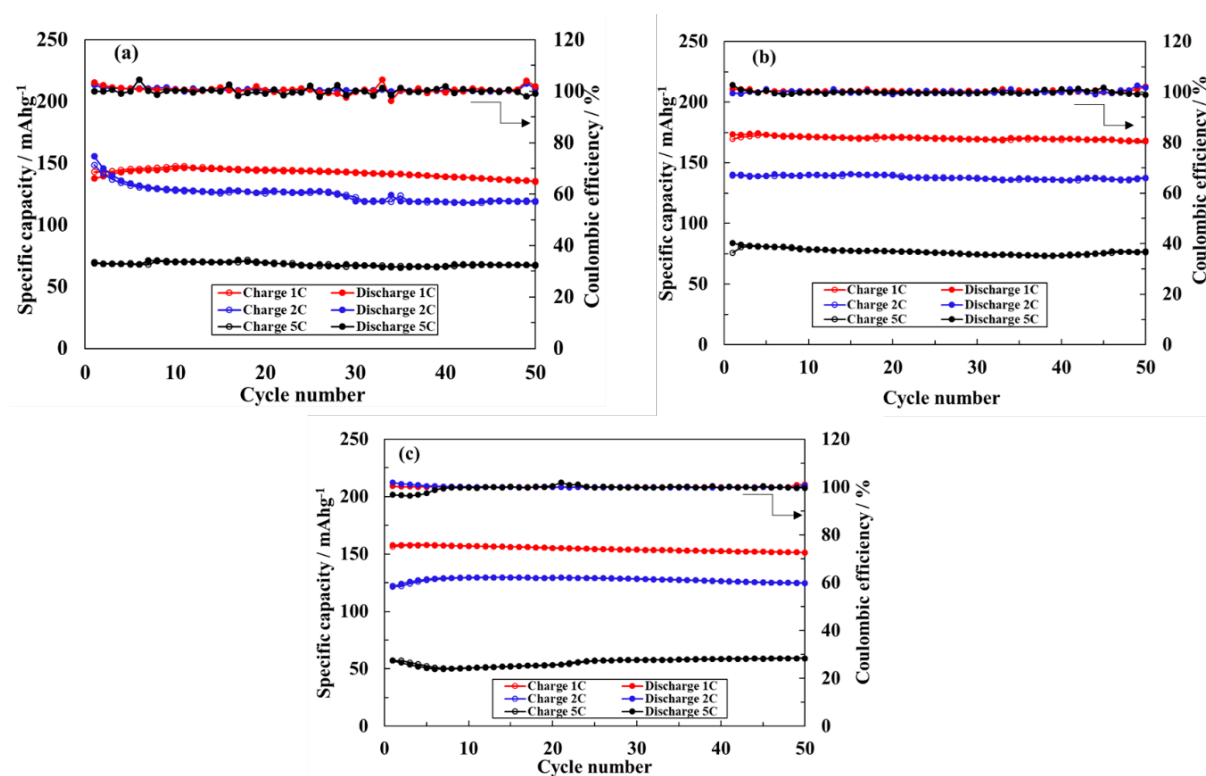 (a)
250
200
150
100
50
0
Specific capacity / mAhg⁻¹
120
100
80
60
40
20
0
Coulombic efficiency / %
Charge 1C Discharge 1C
Charge 2C Discharge 2C
Charge 5C Discharge 5C
0 10 20 30 40 50
Cycle number
(b)
250
200
150
100
50
0
Specific capacity / mAhg⁻¹
120
100
80
60
40
20
0
Coulombic efficiency / %
Charge 1C Discharge 1C
Charge 2C Discharge 2C
Charge 5C Discharge 5C
0 10 20 30 40 50
Cycle number
(c)
250
200
150
100
50
0
Specific capacity / mAhg⁻¹
120
100
80
60
40
20
0
Coulombic efficiency / %
Charge 1C Discharge 1C
Charge 2C Discharge 2C
Charge 5C Discharge 5C
0 10 20 30 40 50
Cycle number